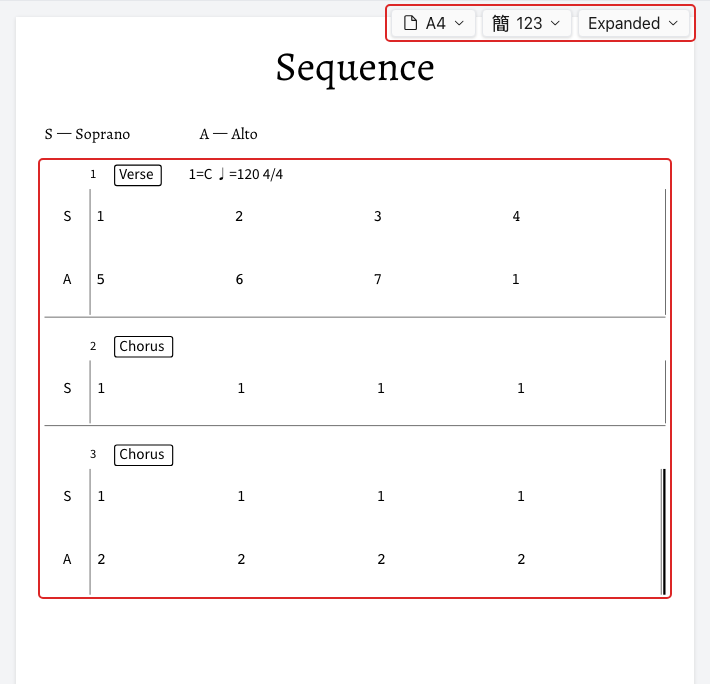 A4 簡 123 Expanded
Sequence
S — Soprano A — Alto
1 Verse 1=C ♩=120 4/4
S 1 2 3 4
A 5 6 7 1
2 Chorus
S 1 1 1 1
3 Chorus
S 1 1 1 1
A 2 2 2 2